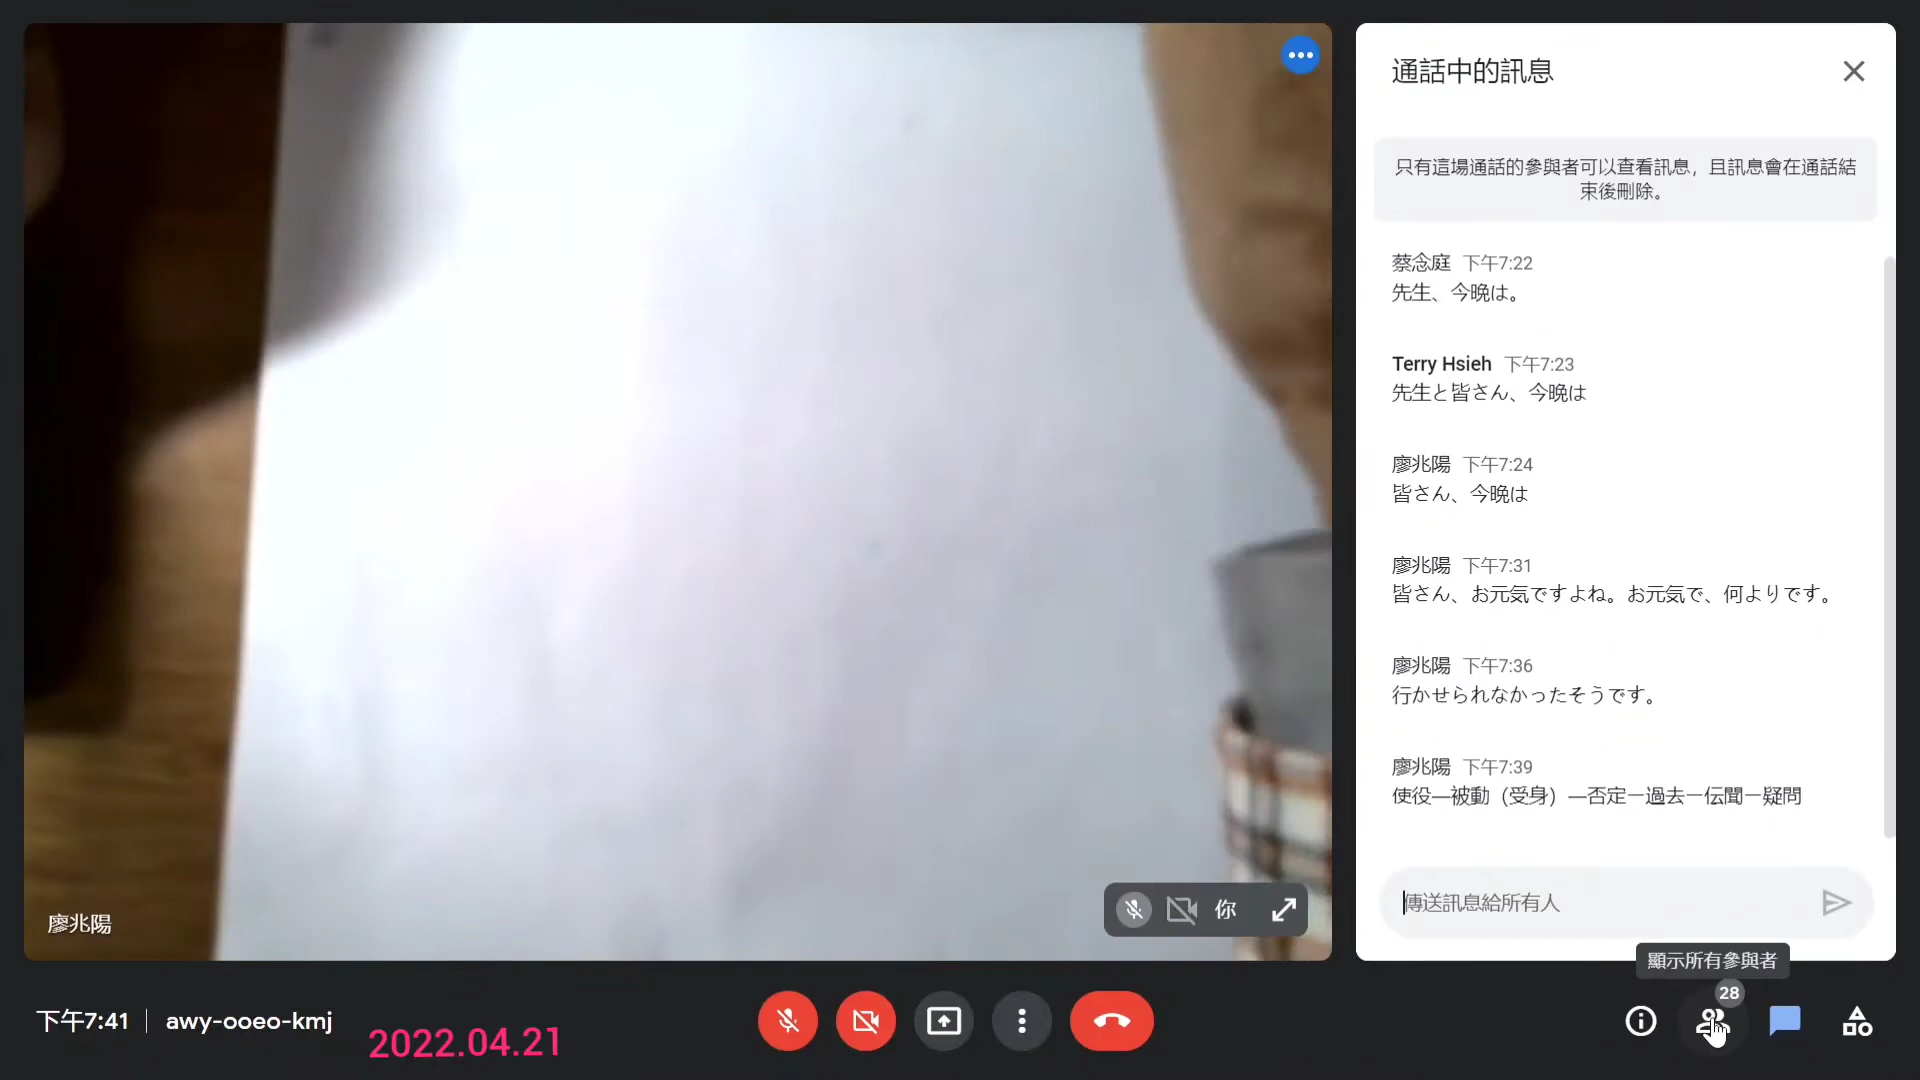 通話中的訊息
只有這場通話的參與者可以查看訊息，且訊息會在通話結
束後刪除。
蔡念庭 下午7:22
先生、今晩は。
Terry Hsieh 下午7:23
先生と皆さん、今晩は
廖兆陽 下午7:24
皆さん、今晩は
廖兆陽 下午7:31
皆さん、お元気ですよね。お元気で、何よりです。
廖兆陽 下午7:36
行かせられなかったそうです。
廖兆陽 下午7:39
使役—被動（受身）—否定ー過去ー伝聞ー疑問
傳送訊息給所有人
你
廖兆陽
顯示所有參與者
28
下午7:41 awy-ooeo-kmj
2022.04.21